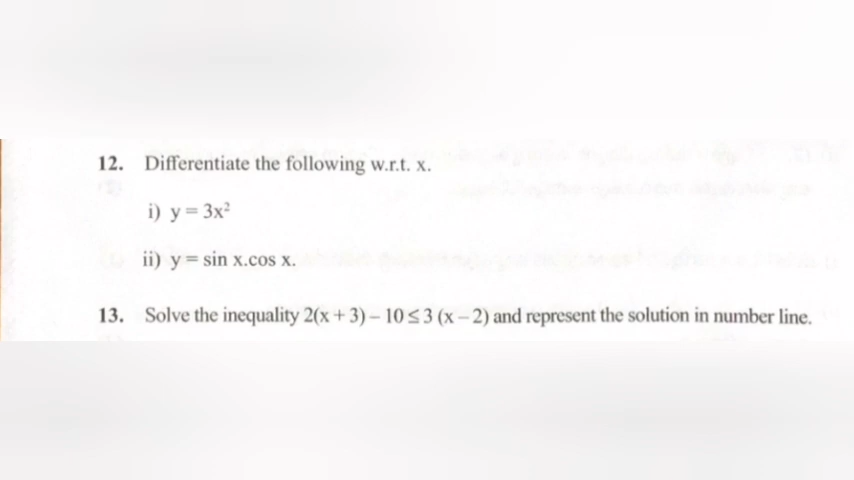 12. Differentiate the following w.r.t. x.
i) y = 3x²
ii) y = sin x.cos x.
13. Solve the inequality 2(x + 3) – 10 ≤ 3 (x – 2) and represent the solution in number line.